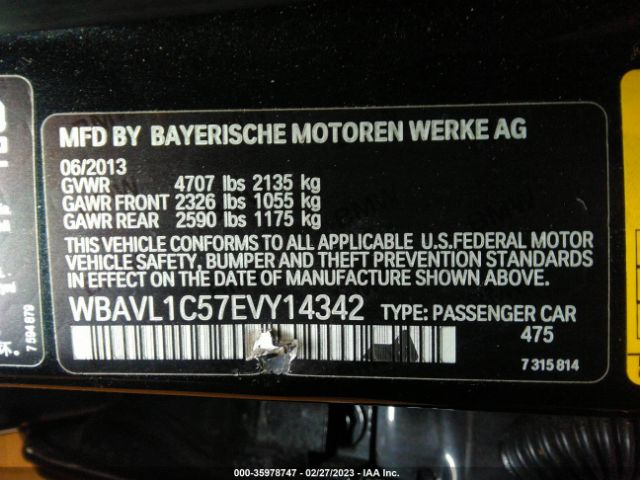 MFD BY BAYERISCHE MOTOREN WERKE AG
06/2013
GVWR 4707 lbs 2135 kg
GAWR FRONT 2326 lbs 1055 kg
GAWR REAR 2590 lbs 1175 kg
THIS VEHICLE CONFORMS TO ALL APPLICABLE U.S.FEDERAL MOTOR
VEHICLE SAFETY, BUMPER AND THEFT PREVENTION STANDARDS
IN EFFECT ON THE DATE OF MANUFACTURE SHOWN ABOVE.
WBAVL1C57EVY14342 TYPE: PASSENGER CAR
475
7 315 814
7 594 879
000-35978747 - 02/27/2023 - IAA Inc.